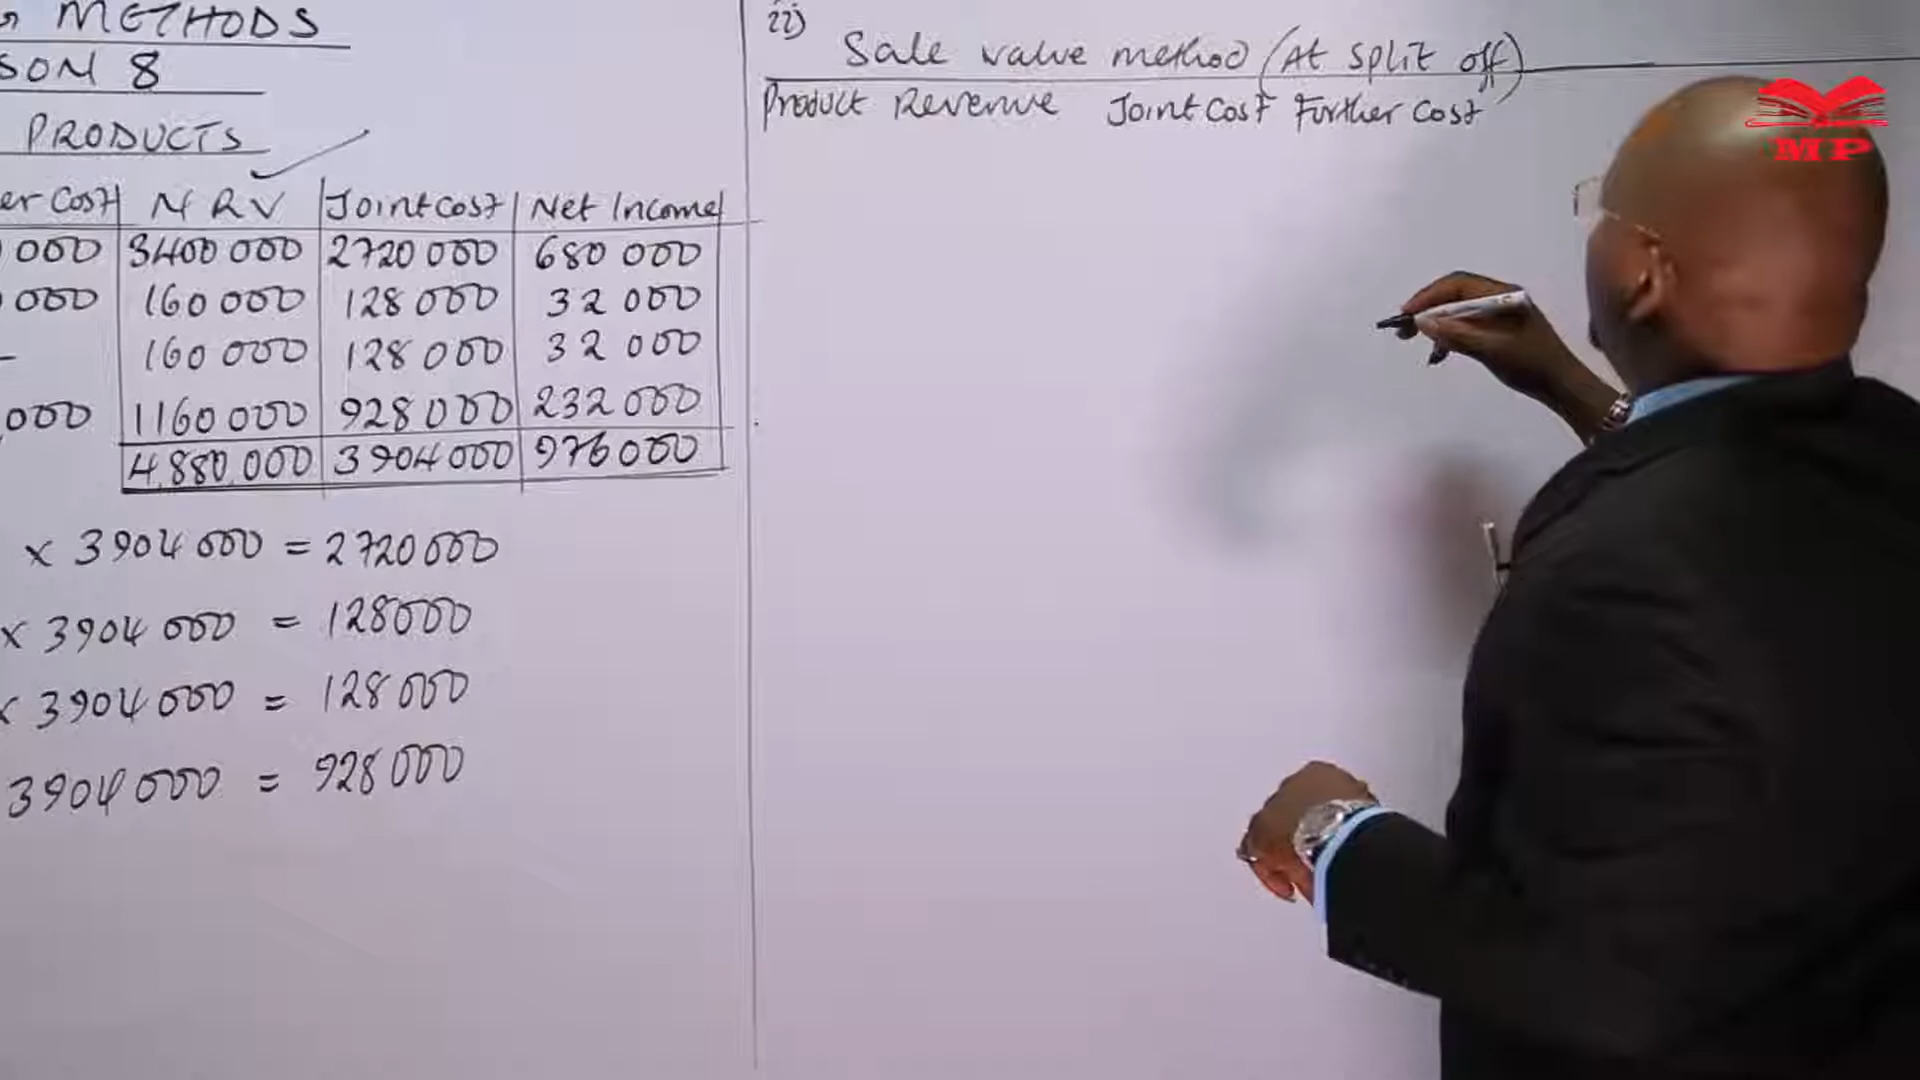 METHODS
SON 8
PRODUCTS
er Cost NRV Joint cost Net Income
000 3400 000 2720 000 680 000
000 160 000 128 000 32 000
- 160 000 128 000 32 000
,000 1160 000 928 000 232 000
4,880,000 3904 000 976 000
x 3904 000 = 2720 000
x 3904 000 = 128000
x 3904 000 = 128 000
3904 000 = 928 000
ii)
Sale value method (At split off)
Product Revenue Joint Cost Further Cost
MP